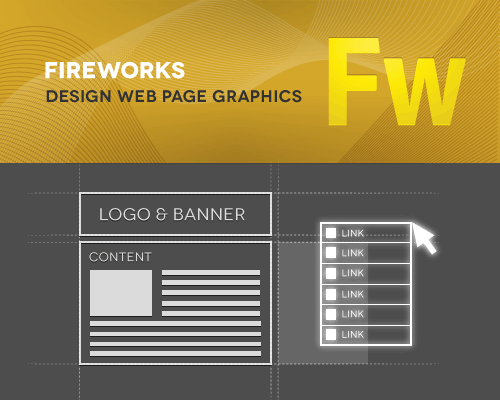 FIREWORKS
DESIGN WEB PAGE GRAPHICS
Fw
LOGO & BANNER
CONTENT
LINK
LINK
LINK
LINK
LINK
LINK